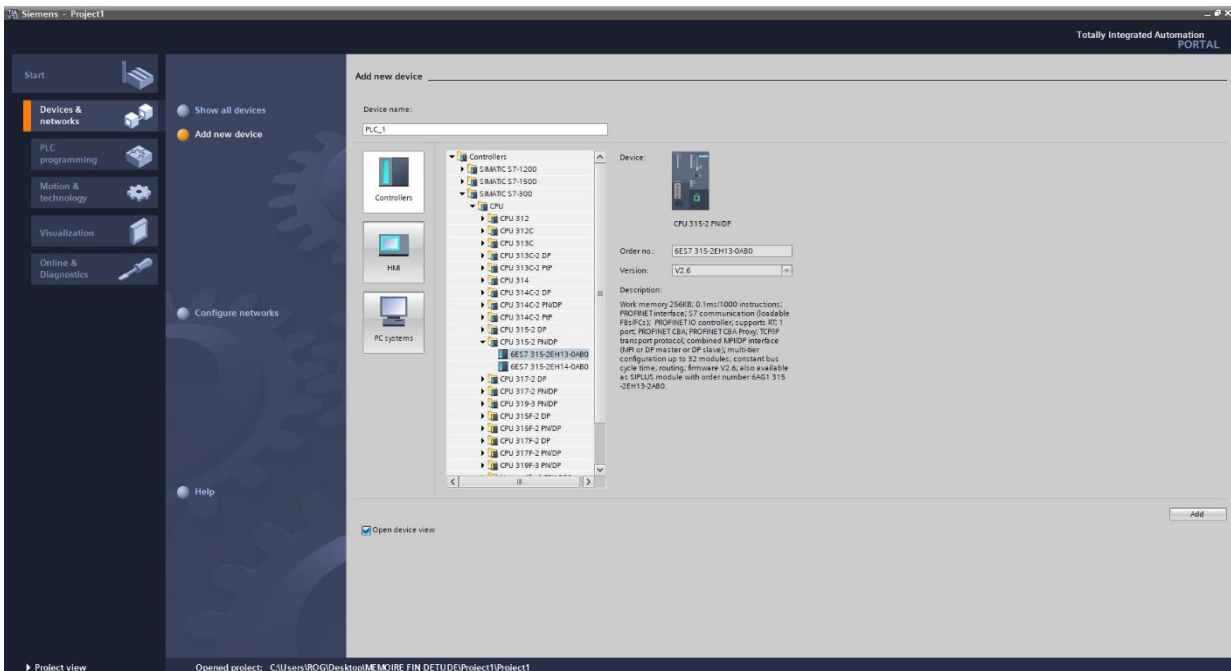 Siemens - Project1
Totally Integrated Automation
PORTAL
Start
Devices &
networks
PLC
programming
Motion &
technology
Visualization
Online &
Diagnostics
Show all devices
Add new device
Configure networks
Help
Add new device
Device name:
PLC_1
Controllers
HMI
PC systems
Controllers
SIMATIC S7-1200
SIMATIC S7-1500
SIMATIC S7-300
CPU
CPU 312
CPU 312C
CPU 313C
CPU 313C-2 DP
CPU 313C-2 PtP
CPU 314
CPU 314C-2 DP
CPU 314C-2 PN/DP
CPU 314C-2 PtP
CPU 315-2 DP
CPU 315-2 PN/DP
6ES7 315-2EH13-0AB0
6ES7 315-2EH14-0AB0
CPU 317-2 DP
CPU 317-2 PN/DP
CPU 319-3 PN/DP
CPU 315F-2 DP
CPU 315F-2 PN/DP
CPU 317F-2 DP
CPU 317F-2 PN/DP
CPU 319F-3 PN/DP
Device:
CPU 315-2 PN/DP
Order no.: 6ES7 315-2EH13-0AB0
Version: V2.6
Description:
Work memory 256KB; 0.1ms/1000 instructions;
PROFINET interface; S7 communication (loadable
FBs/FCs); PROFINET IO controller; supports RT; 1
port; PROFINET CBA; PROFINET CBA Proxy; TCP/IP
transport protocol; combined MPI/DP interface
(MPI or DP master or DP slave); multi-tier
configuration up to 32 modules; constant bus
cycle time; routing; firmware V2.6; also available
as SIPLUS module with order number 6AG1 315
-2EH13-2AB0.
Open device view
Add
Project view
Opened project: C:\Users\ROG\Desktop\MEMOIRE FIN DETUDE\Project1\Project1